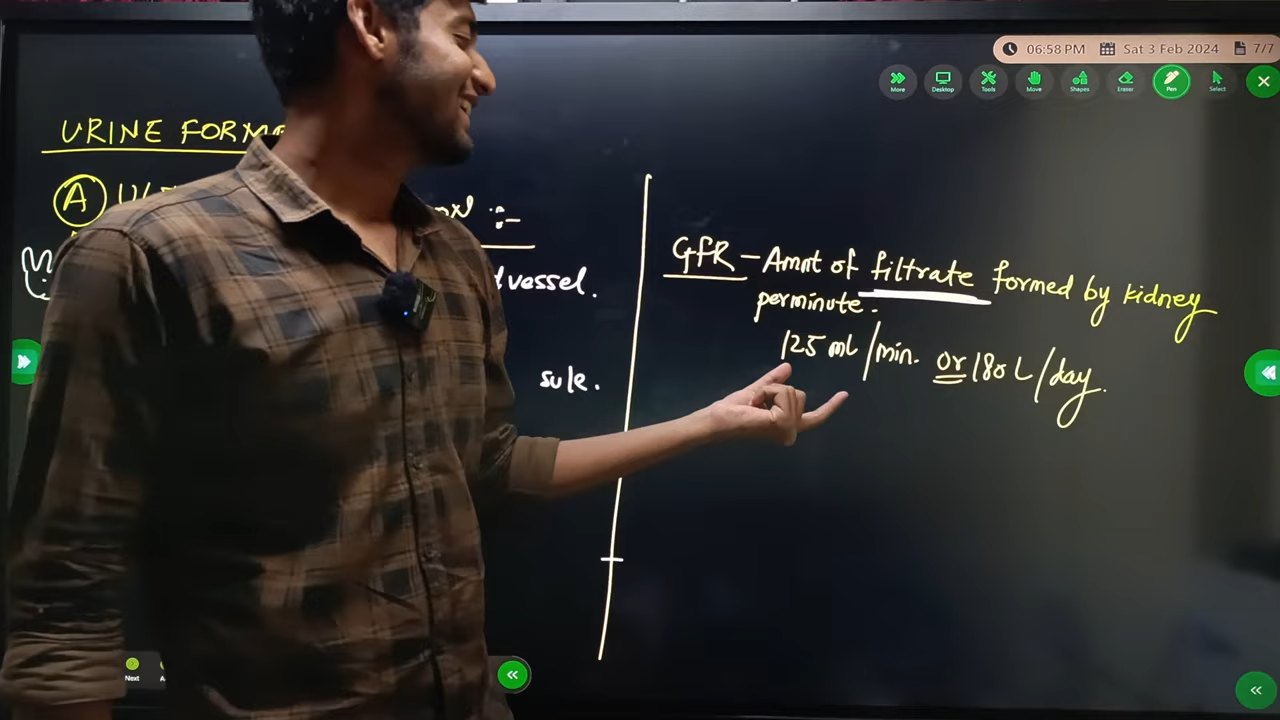 06:58 PM Sat 3 Feb 2024 7/7
More Desktop Tools Move Shapes Eraser Pen Select
URINE FORM
A
:-
vessel.
sule.
GFR - Amnt of filtrate formed by kidney
perminute.
125 ml/min. or 180 L/day.
Next